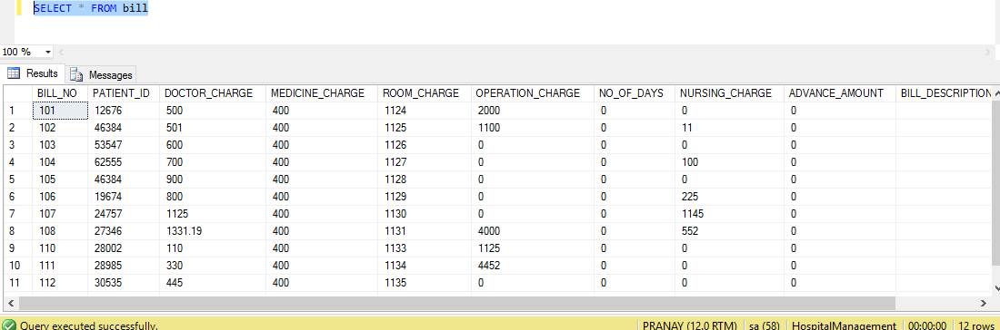 SELECT * FROM bill
100 %
Results Messages
BILL_NO PATIENT_ID DOCTOR_CHARGE MEDICINE_CHARGE ROOM_CHARGE OPERATION_CHARGE NO_OF_DAYS NURSING_CHARGE ADVANCE_AMOUNT BILL_DESCRIPTION
1 101 12676 500 400 1124 2000 0 0 0
2 102 46384 501 400 1125 1100 0 11 0
3 103 53547 600 400 1126 0 0 0 0
4 104 62555 700 400 1127 0 0 100 0
5 105 46384 900 400 1128 0 0 0 0
6 106 19674 800 400 1129 0 0 225 0
7 107 24757 1125 400 1130 0 0 1145 0
8 108 27346 1331.19 400 1131 4000 0 552 0
9 110 28002 110 400 1133 1125 0 0 0
10 111 28985 330 400 1134 4452 0 0 0
11 112 30535 445 400 1135 0 0 0 0
Query executed successfully. PRANAY (12.0 RTM) sa (58) HospitalManagement 00:00:00 12 rows